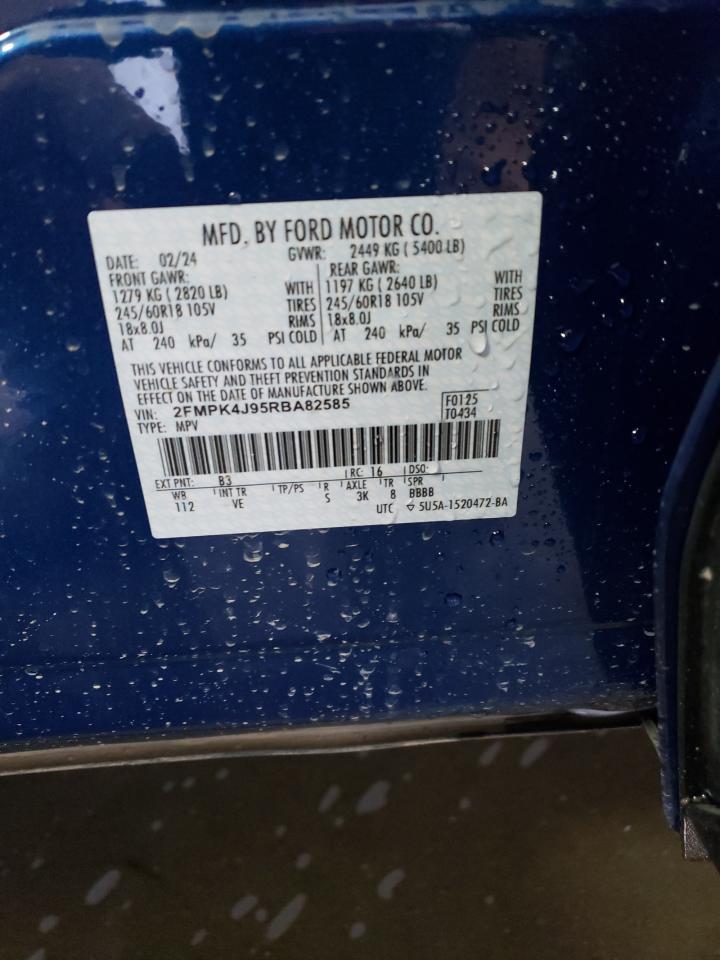 MFD. BY FORD MOTOR CO.
DATE: 02/24 GVWR: 2449 KG ( 5400 LB)
FRONT GAWR: REAR GAWR:
1279 KG ( 2820 LB) WITH 1197 KG ( 2640 LB) WITH
245/60R18 105V TIRES 245/60R18 105V TIRES
18x8.0J RIMS 18x8.0J RIMS
AT 240 kPa/ 35 PSI COLD AT 240 kPa/ 35 PSI COLD
THIS VEHICLE CONFORMS TO ALL APPLICABLE FEDERAL MOTOR
VEHICLE SAFETY AND THEFT PREVENTION STANDARDS IN
EFFECT ON THE DATE OF MANUFACTURE SHOWN ABOVE.
VIN: 2FMPK4J95RBA82585 F0125
TYPE: MPV T0434
EXT PNT: B3 RC: 16 DSO:
WB INT TR TP/PS R AXLE TR SPR
112 VE S 3K 8 BBBB
UTC 5U5A-1520472-BA